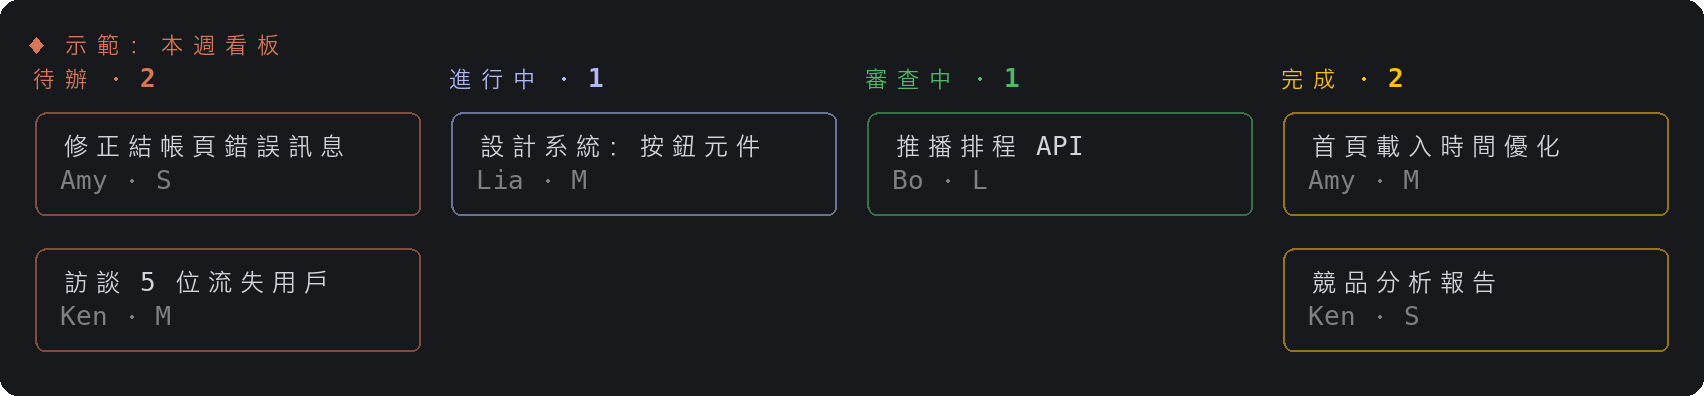 ◆ 示範: 本週看板
待辦 · 2
修正結帳頁錯誤訊息
Amy · S
訪談 5 位流失用戶
Ken · M
進行中 · 1
設計系統: 按鈕元件
Lia · M
審查中 · 1
推播排程 API
Bo · L
完成 · 2
首頁載入時間優化
Amy · M
競品分析報告
Ken · S